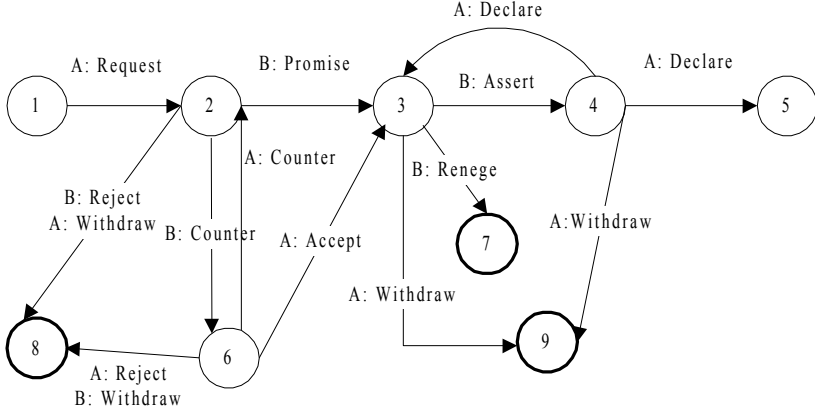 A: Declare
A: Request
B: Promise
B: Assert
A: Declare
1
2
3
4
5
A: Counter
B: Renege
B: Reject
A: Withdraw
B: Counter
A: Accept
7
A:Withdraw
A: Withdraw
8
6
9
A: Reject
B: Withdraw